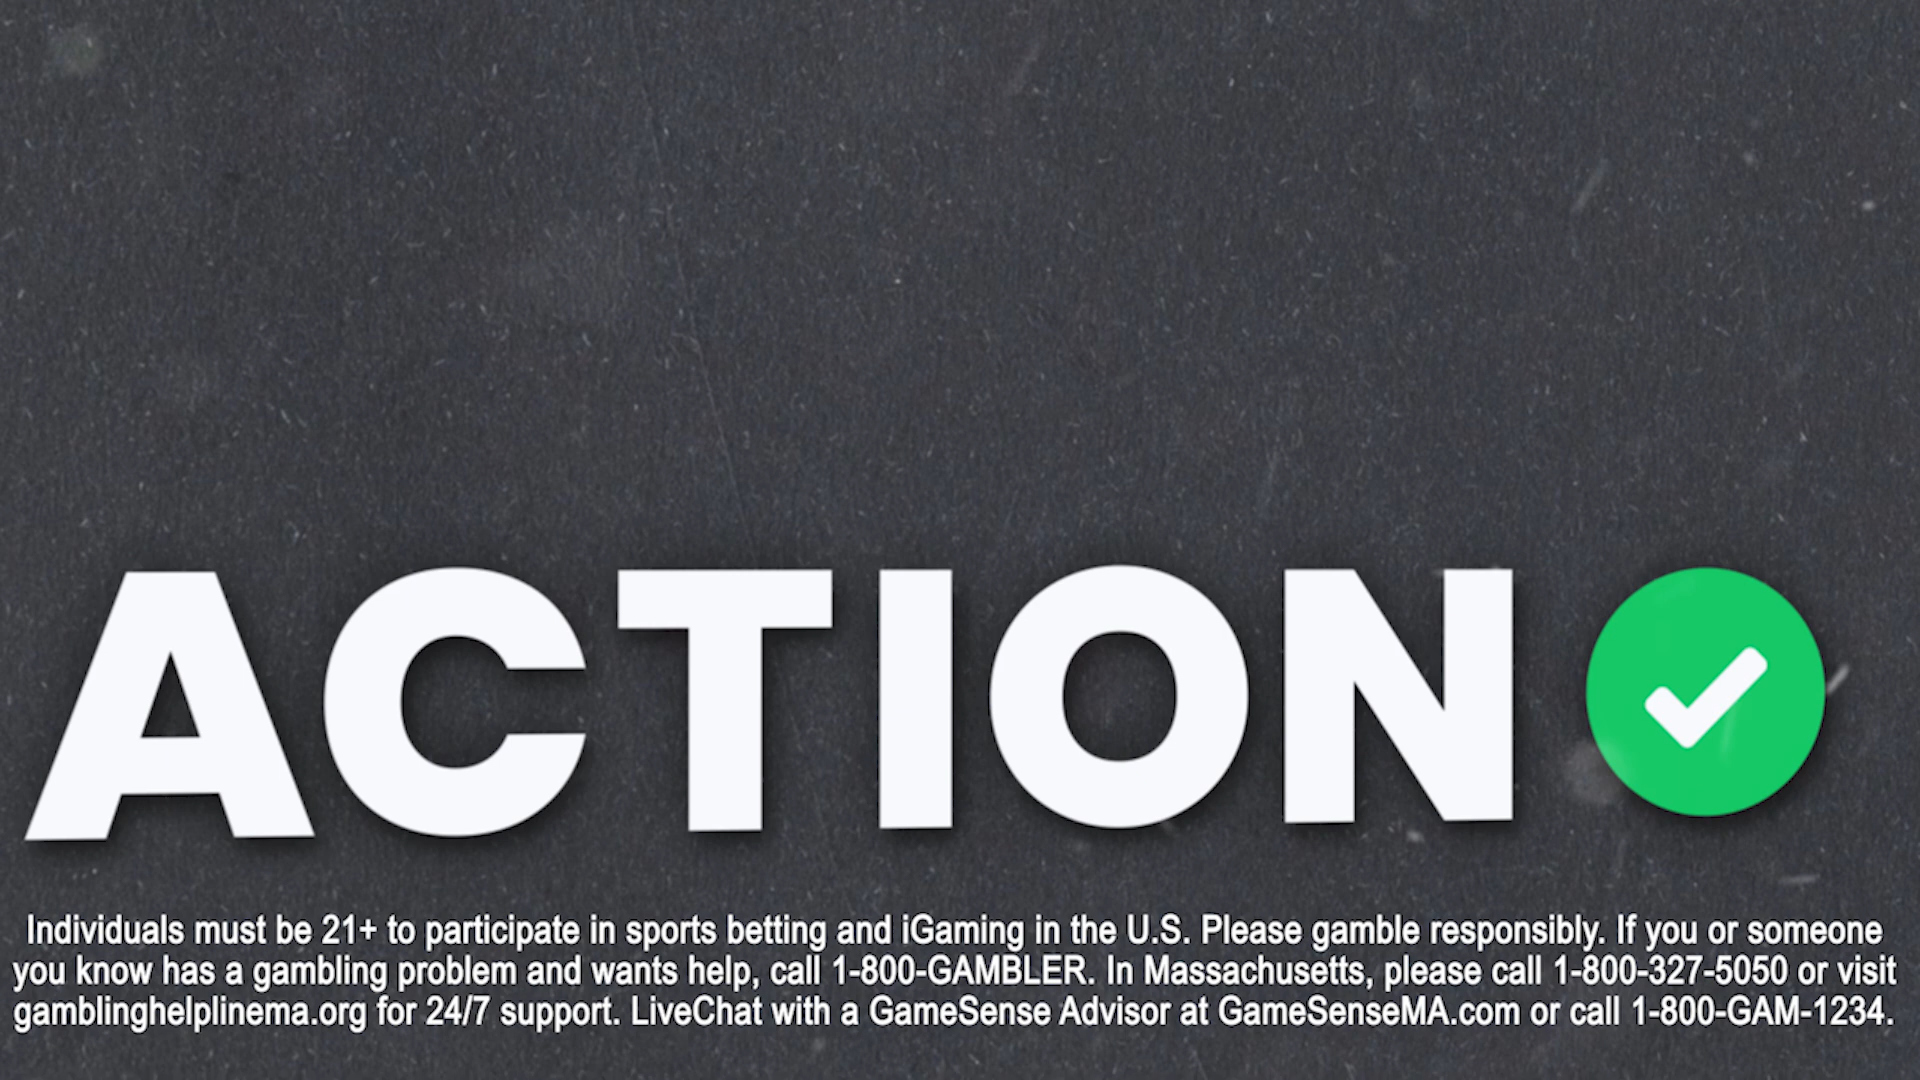 ACTION
Individuals must be 21+ to participate in sports betting and iGaming in the U.S. Please gamble responsibly. If you or someone
you know has a gambling problem and wants help, call 1-800-GAMBLER. In Massachusetts, please call 1-800-327-5050 or visit
gamblinghelplinema.org for 24/7 support. LiveChat with a GameSense Advisor at GameSenseMA.com or call 1-800-GAM-1234.